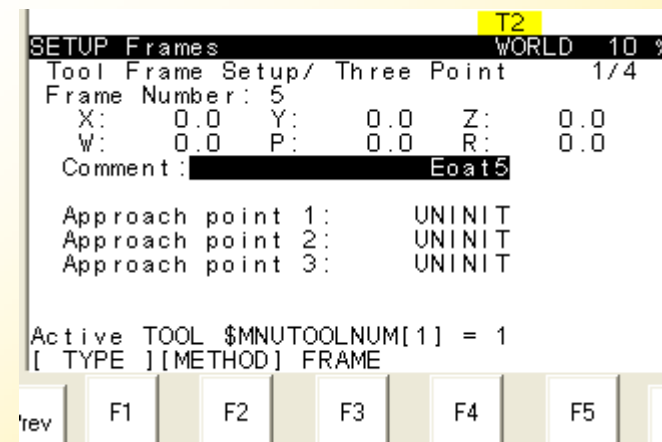 T2
SETUP Frames WORLD 10 %
Tool Frame Setup/ Three Point 1/4
Frame Number: 5
X: 0.0 Y: 0.0 Z: 0.0
W: 0.0 P: 0.0 R: 0.0
Comment: Eoat5
Approach point 1: UNINIT
Approach point 2: UNINIT
Approach point 3: UNINIT
Active TOOL $MNUTOOLNUM[1] = 1
[ TYPE ][METHOD] FRAME
rev F1 F2 F3 F4 F5